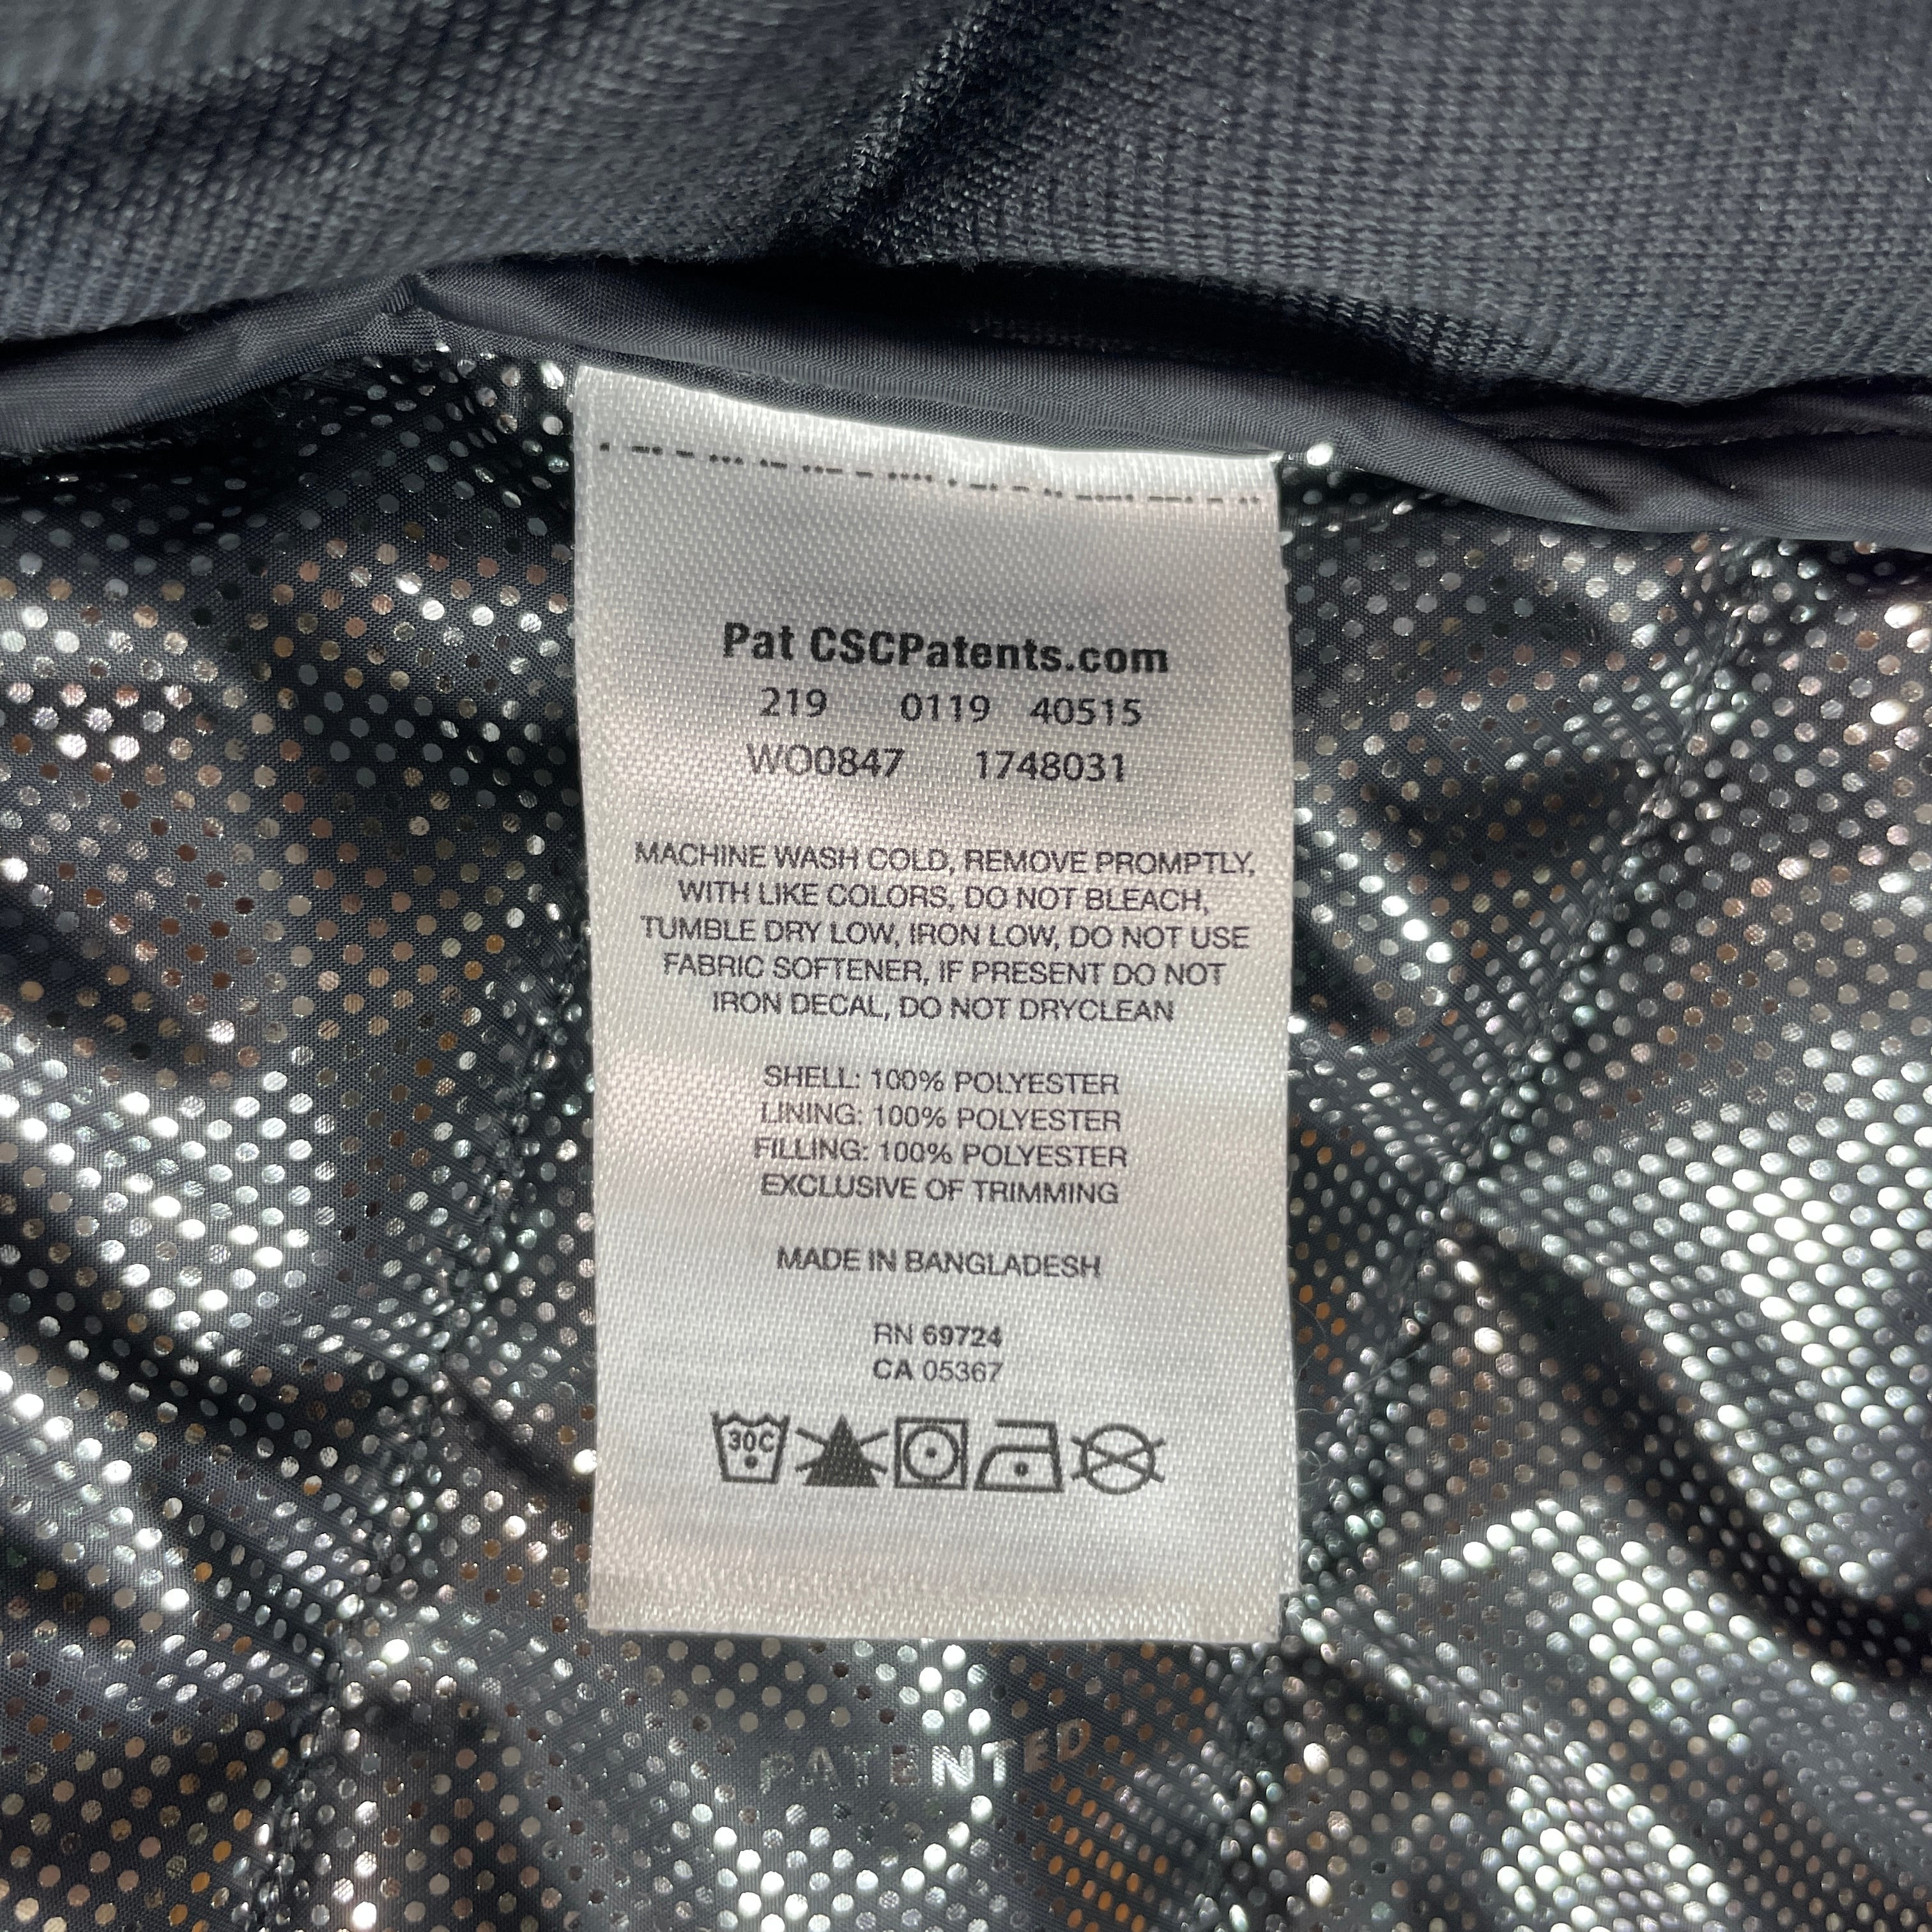 Pat CSCPatents.com
219 0119 40515
WO0847 1748031
MACHINE WASH COLD, REMOVE PROMPTLY,
WITH LIKE COLORS, DO NOT BLEACH,
TUMBLE DRY LOW, IRON LOW, DO NOT USE
FABRIC SOFTENER, IF PRESENT DO NOT
IRON DECAL, DO NOT DRYCLEAN
SHELL: 100% POLYESTER
LINING: 100% POLYESTER
FILLING: 100% POLYESTER
EXCLUSIVE OF TRIMMING
MADE IN BANGLADESH
RN 69724
CA 05367
30C
PATENTED